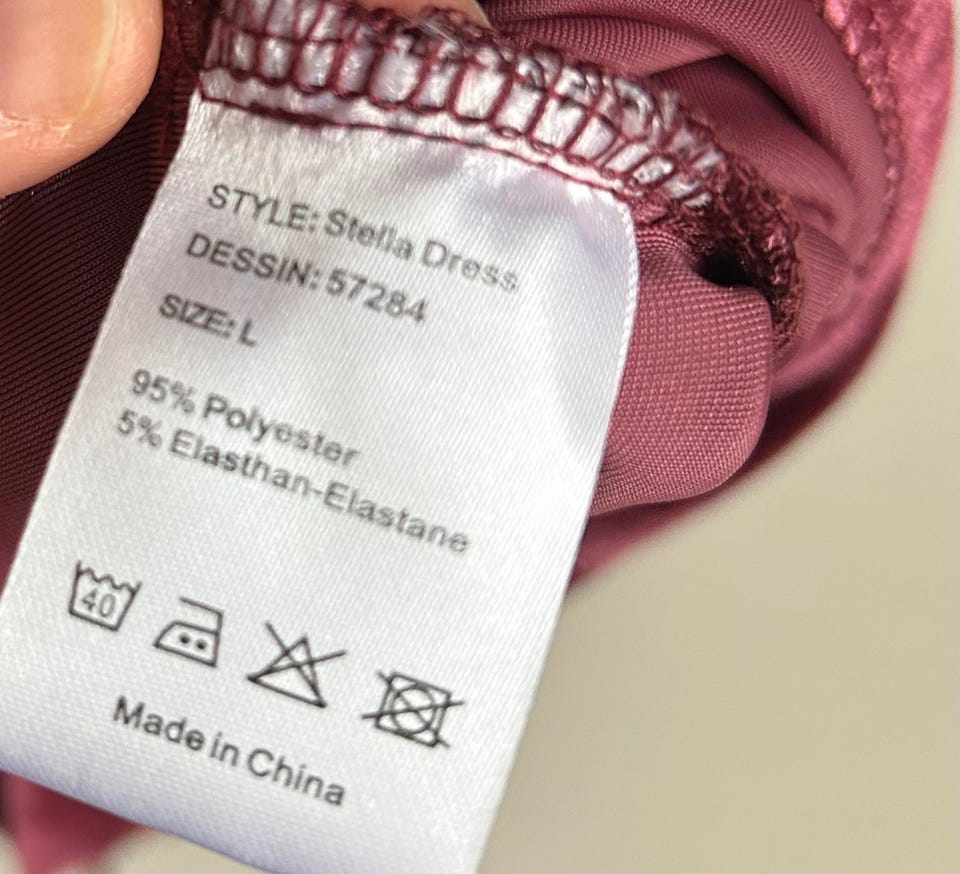 STYLE: Stella Dress
DESSIN: 57284
SIZE: L
95% Polyester
5% Elasthan-Elastane
40
Made in China